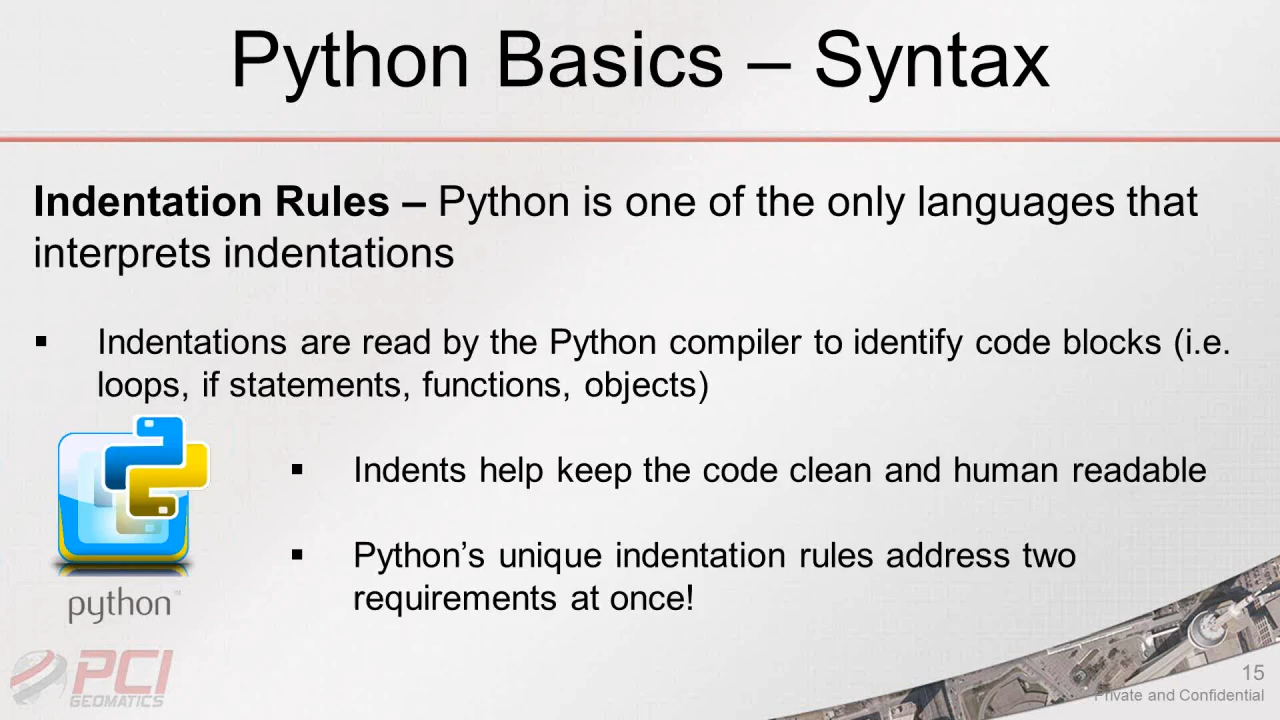 Python Basics – Syntax
Indentation Rules – Python is one of the only languages that
interprets indentations
▪ Indentations are read by the Python compiler to identify code blocks (i.e.
loops, if statements, functions, objects)
▪ Indents help keep the code clean and human readable
▪ Python’s unique indentation rules address two
requirements at once!
python™
PCI
GEOMATICS
15
Private and Confidential